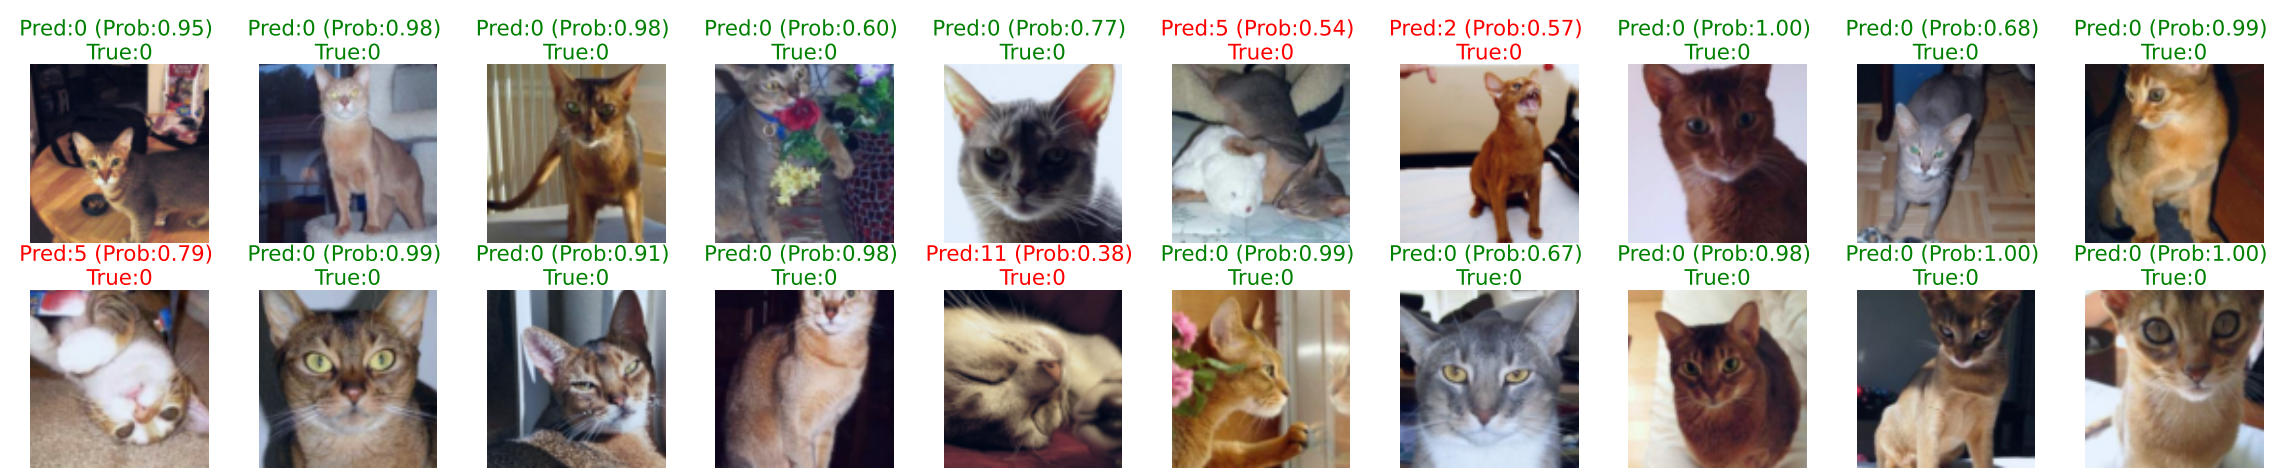 Pred:0 (Prob:0.95) Pred:0 (Prob:0.98) Pred:0 (Prob:0.98) Pred:0 (Prob:0.60) Pred:0 (Prob:0.77) Pred:5 (Prob:0.54) Pred:2 (Prob:0.57) Pred:0 (Prob:1.00) Pred:0 (Prob:0.68) Pred:0 (Prob:0.99)
True:0 True:0 True:0 True:0 True:0 True:0 True:0 True:0 True:0 True:0
Pred:5 (Prob:0.79) Pred:0 (Prob:0.99) Pred:0 (Prob:0.91) Pred:0 (Prob:0.98) Pred:11 (Prob:0.38) Pred:0 (Prob:0.99) Pred:0 (Prob:0.67) Pred:0 (Prob:0.98) Pred:0 (Prob:1.00) Pred:0 (Prob:1.00)
True:0 True:0 True:0 True:0 True:0 True:0 True:0 True:0 True:0 True:0